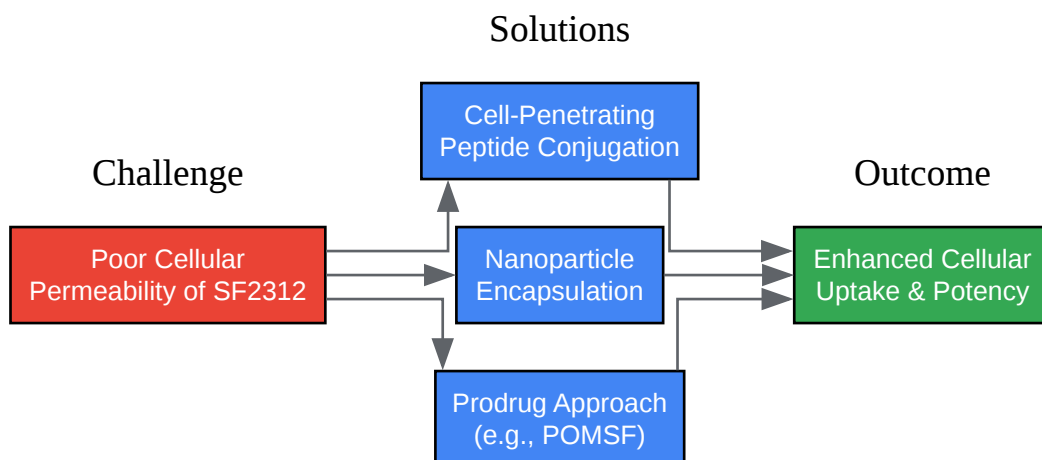 Solutions
Cell-Penetrating
Peptide Conjugation
Challenge
Outcome
Poor Cellular
Permeability of SF2312
Nanoparticle
Encapsulation
Enhanced Cellular
Uptake & Potency
Prodrug Approach
(e.g., POMSF)